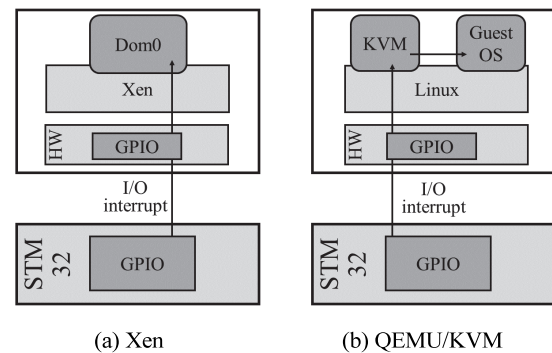 Dom0
Xen
HW
GPIO
I/O
interrupt
STM
32
GPIO
(a) Xen
KVM
Guest
OS
Linux
HW
GPIO
I/O
interrupt
STM
32
GPIO
(b) QEMU/KVM